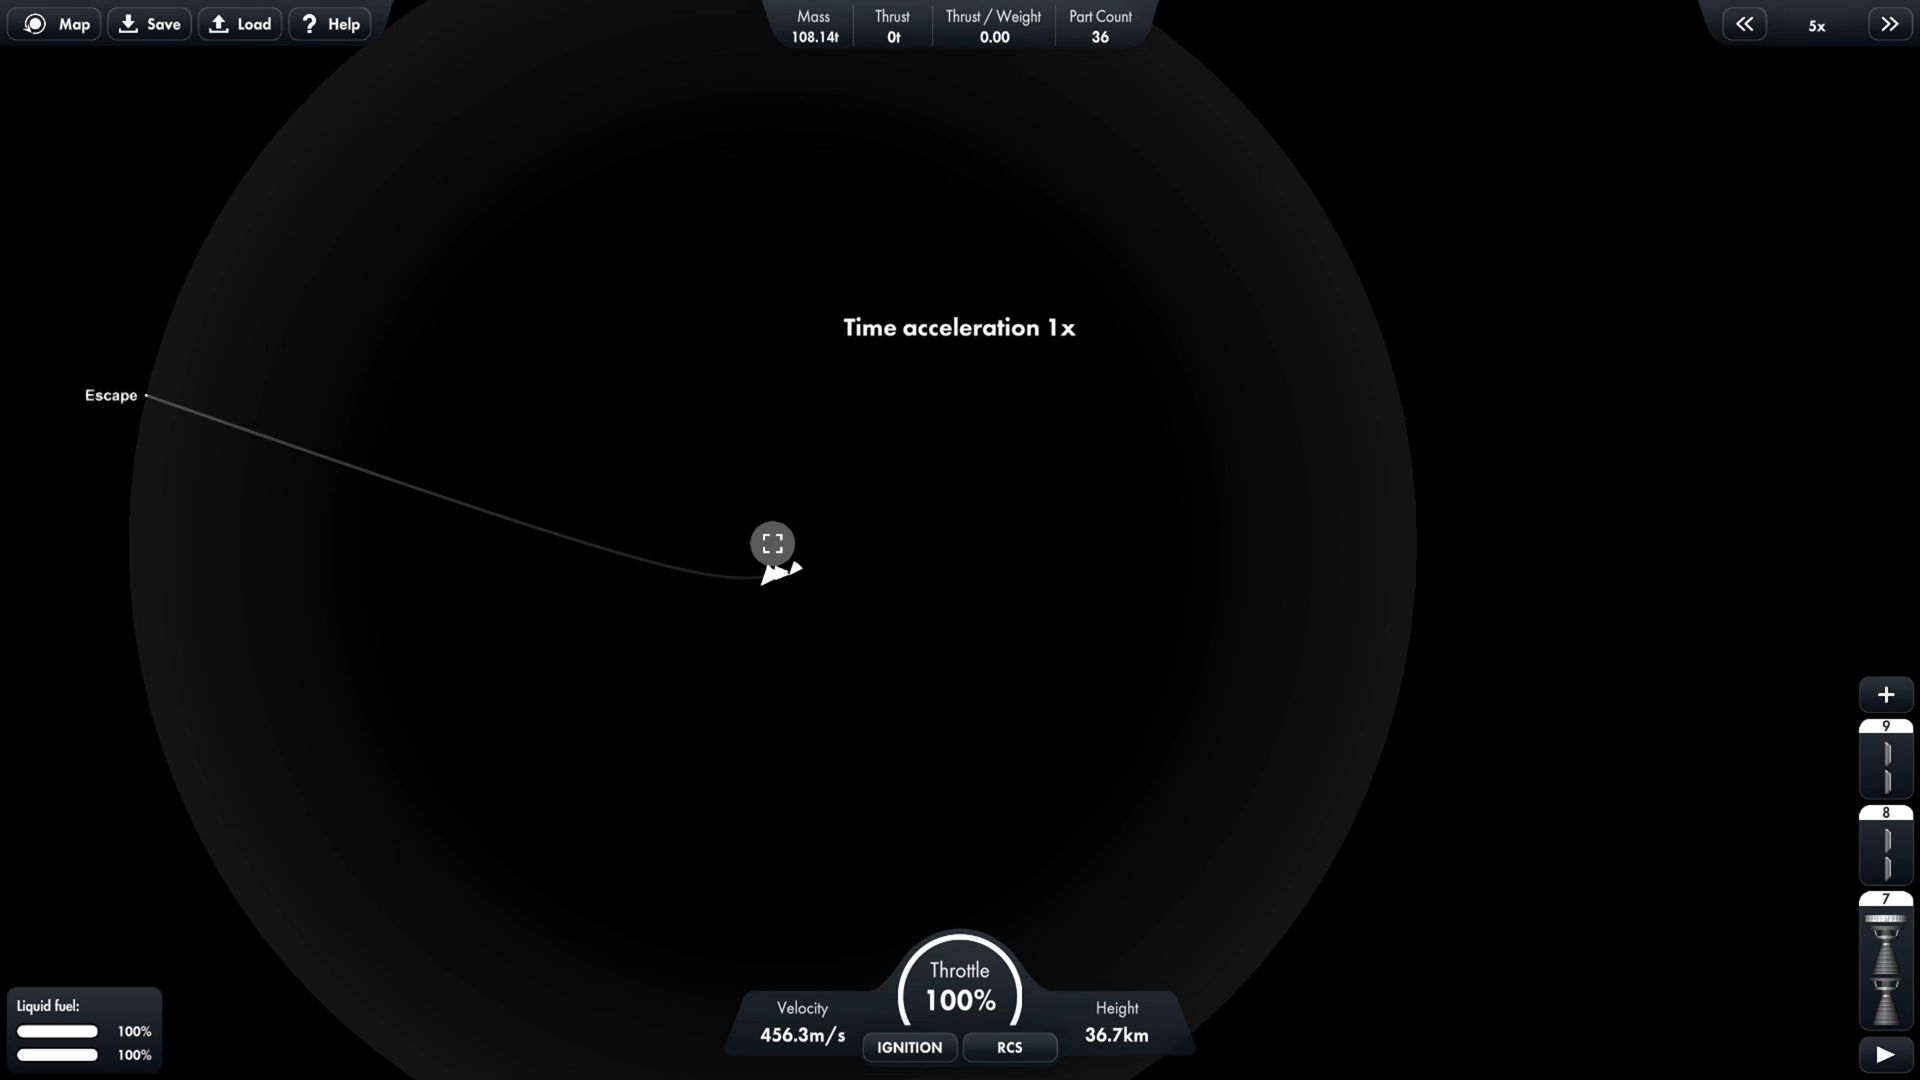 Map
Save
Load
? Help
Mass
108.14t
Thrust
0t
Thrust / Weight
0.00
Part Count
36
5x
Time acceleration 1x
Escape
9
8
7
Liquid fuel:
100%
100%
Throttle
100%
Velocity
456.3m/s
Height
36.7km
IGNITION
RCS